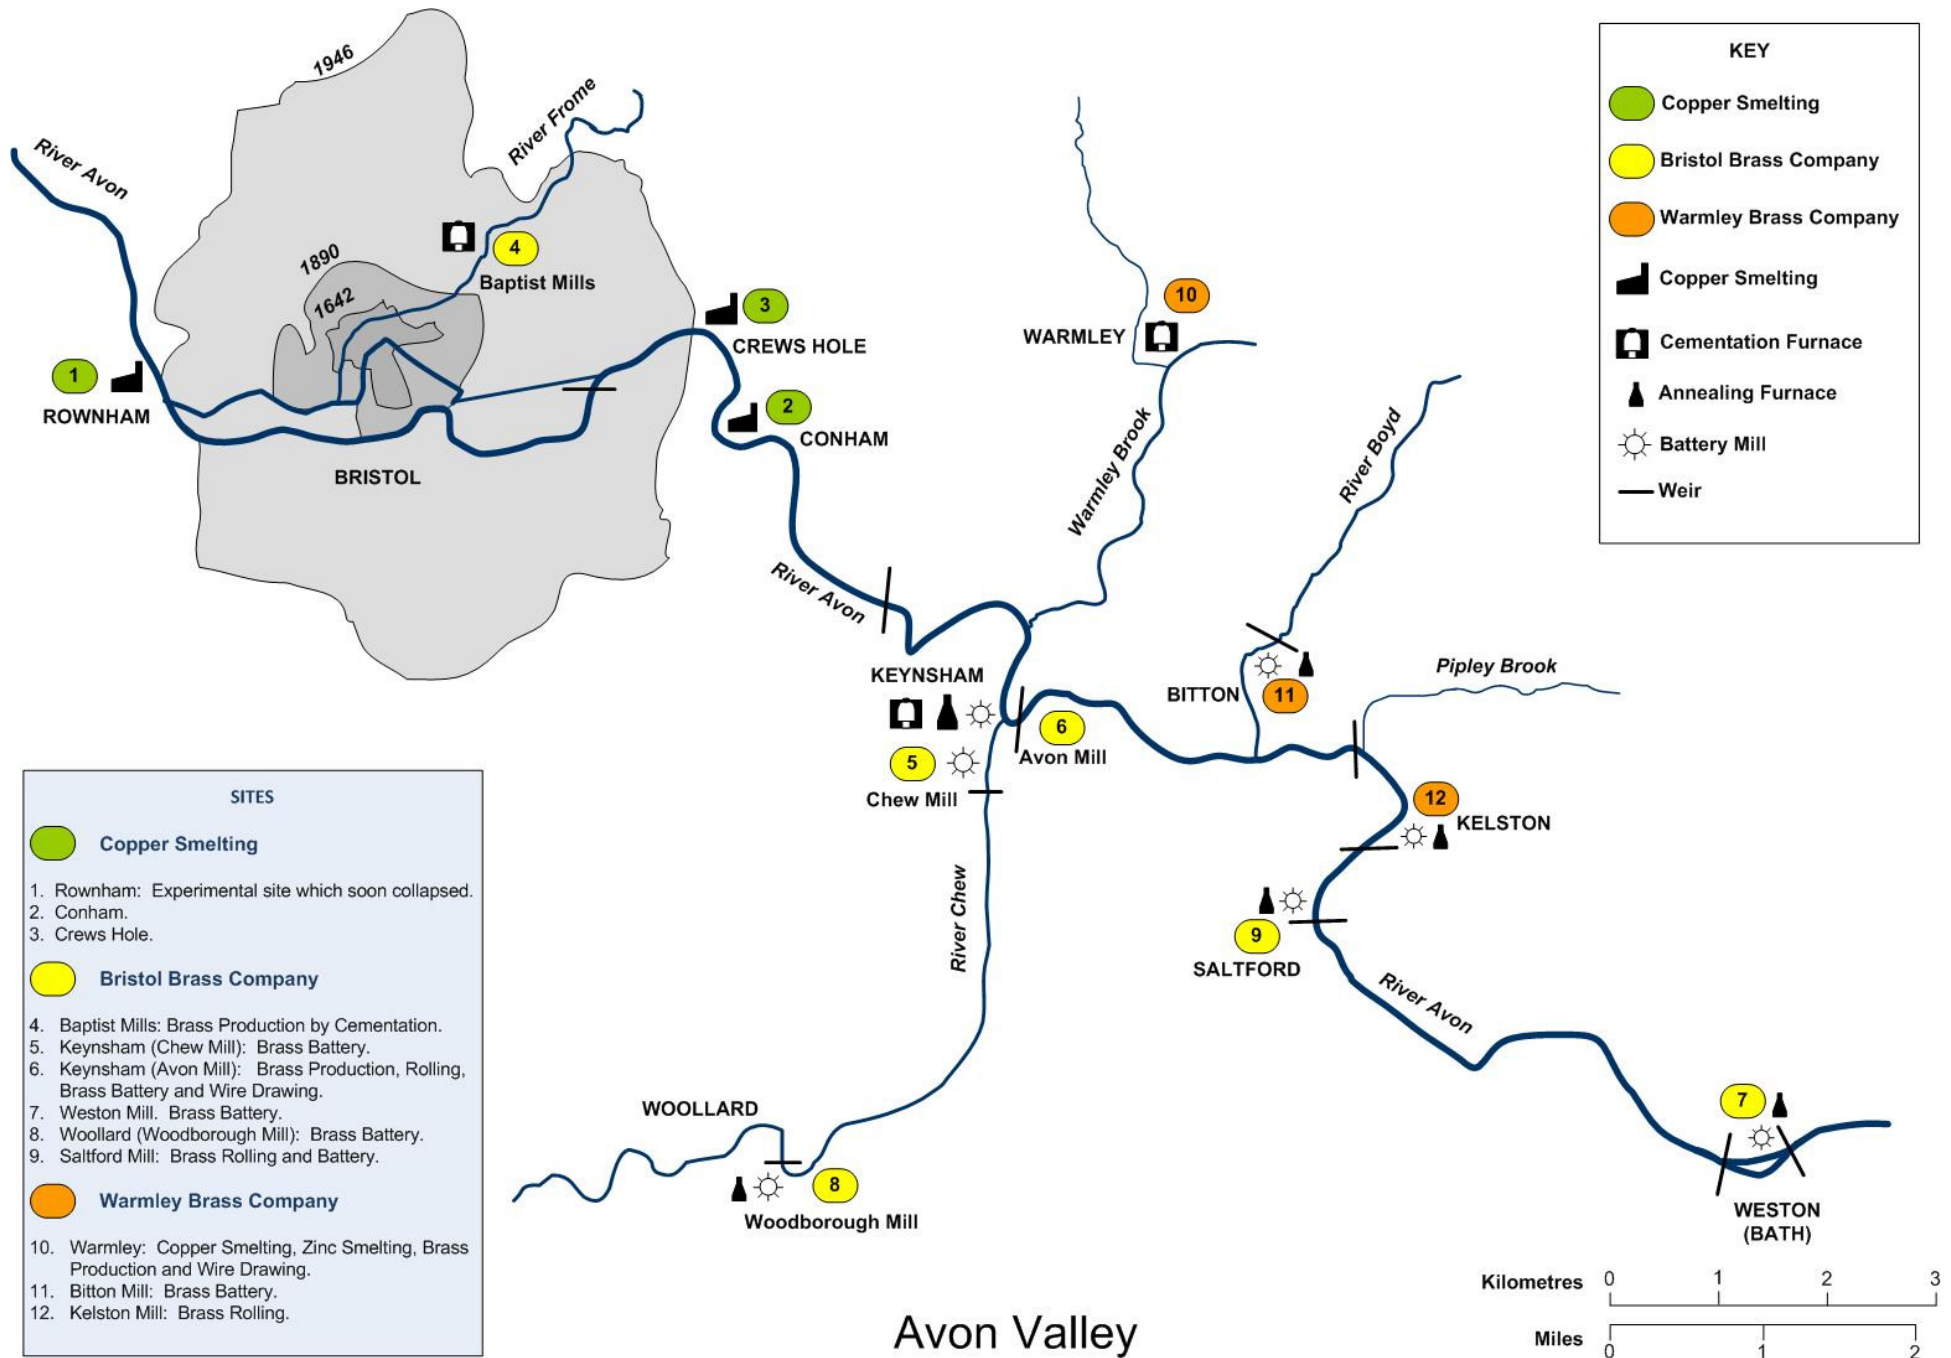 1946
River Frome
River Avon
1890
1642
4
Baptist Mills
3
CREWS HOLE
1
ROWNHAM
2
CONHAM
BRISTOL
10
WARMLEY
Warmley Brook
River Boyd
River Avon
KEYNSHAM
BITTON
11
Pipley Brook
6
Avon Mill
5
Chew Mill
12
KELSTON
River Chew
9
SALTFORD
River Avon
WOOLLARD
8
Woodborough Mill
7
WESTON
(BATH)
KEY
Copper Smelting
Bristol Brass Company
Warmley Brass Company
Copper Smelting
Cementation Furnace
Annealing Furnace
Battery Mill
Weir
SITES
Copper Smelting
1. Rownham: Experimental site which soon collapsed.
2. Conham.
3. Crews Hole.
Bristol Brass Company
4. Baptist Mills: Brass Production by Cementation.
5. Keynsham (Chew Mill): Brass Battery.
6. Keynsham (Avon Mill): Brass Production, Rolling,
Brass Battery and Wire Drawing.
7. Weston Mill. Brass Battery.
8. Woollard (Woodborough Mill): Brass Battery.
9. Saltford Mill: Brass Rolling and Battery.
Warmley Brass Company
10. Warmley: Copper Smelting, Zinc Smelting, Brass
Production and Wire Drawing.
11. Bitton Mill: Brass Battery.
12. Kelston Mill: Brass Rolling.
Avon Valley
Kilometres 0 1 2 3
Miles 0 1 2